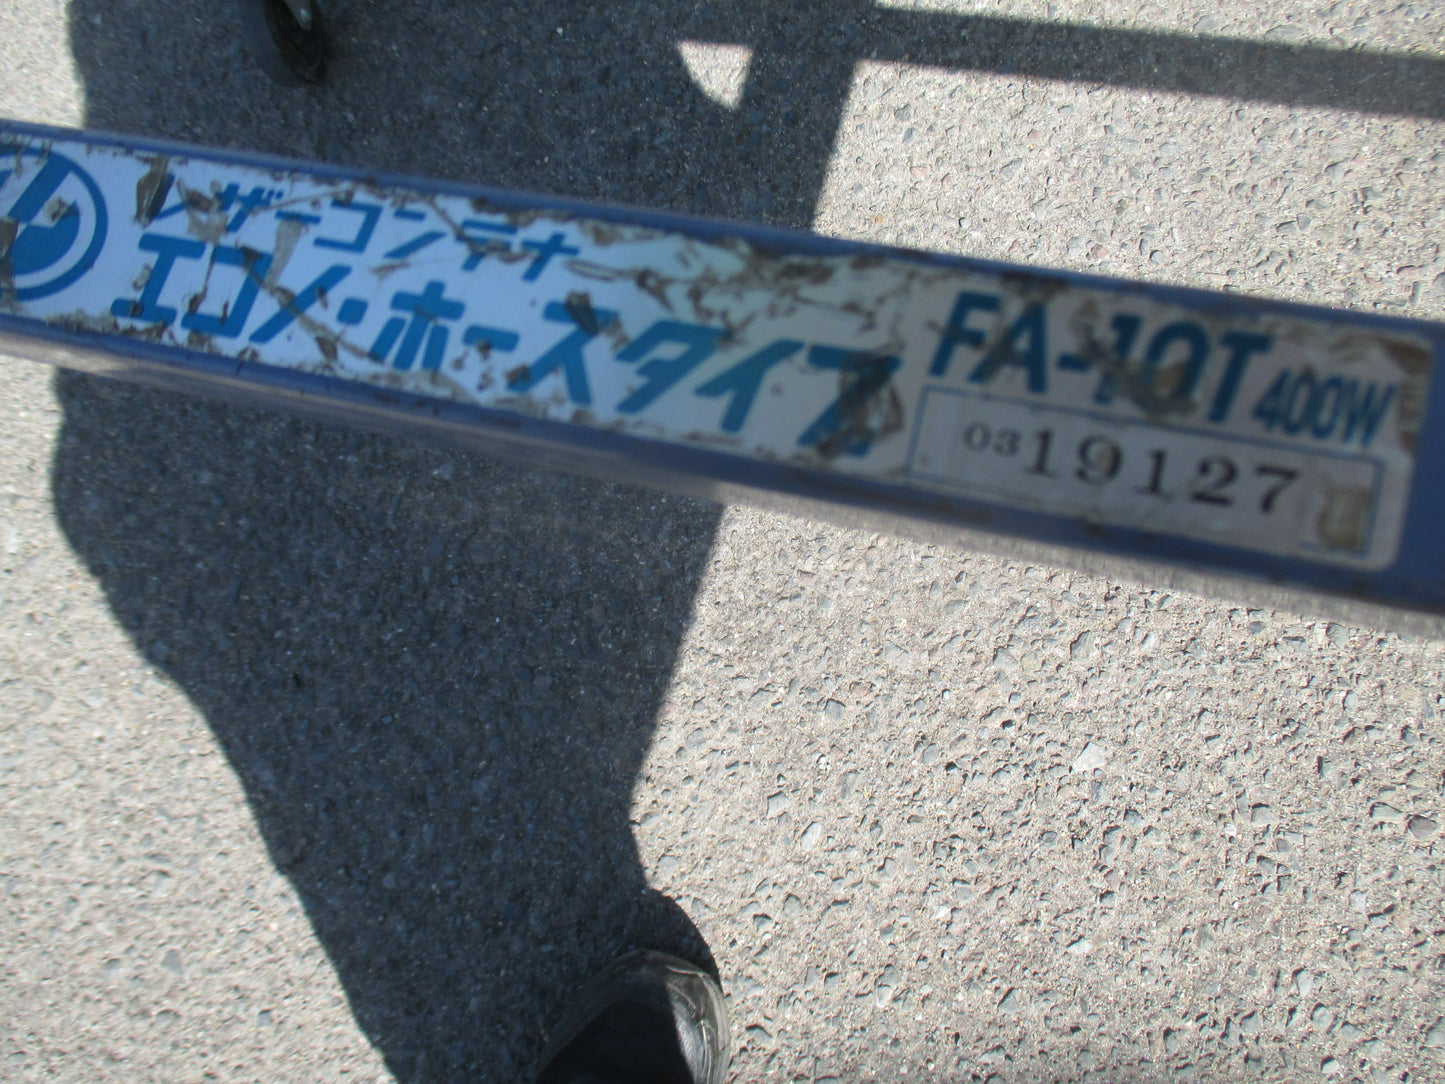 レザーコンテナ
エコノ・ホースタイプ
FA-10T 400W
0319127